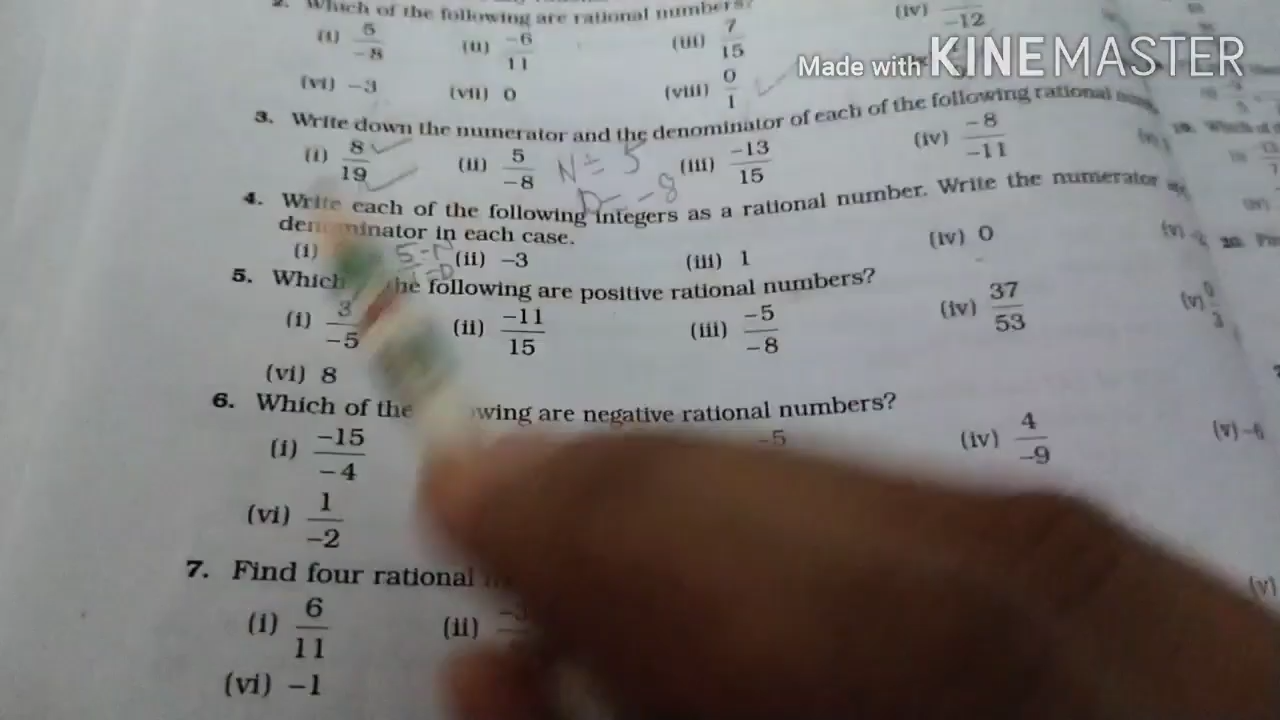 2. Which of the following are rational numbers?
(i) 5/-8 (ii) -6/11 (iii) 7/15 (iv) -12
(vi) -3 (vii) 0 (viii) 0/1
Made with KINEMASTER
3. Write down the numerator and the denominator of each of the following rational
(i) 8/19 (ii) 5/-8 N = 5 D = -8 (iii) -13/15 (iv) -8/-11
4. Write each of the following integers as a rational number. Write the numerator
denominator in each case.
(i) 5-N (ii) -3 (iii) 1 (iv) 0 (v)
5. Which the following are positive rational numbers?
(i) 3/-5 (ii) -11/15 (iii) -5/-8 (iv) 37/53 (v) 0/3
(vi) 8
6. Which of the owing are negative rational numbers?
(i) -15/-4 -5 (iv) 4/-9 (v) -6
(vi) 1/-2
7. Find four rational
(i) 6/11 (ii) (v)
(vi) -1